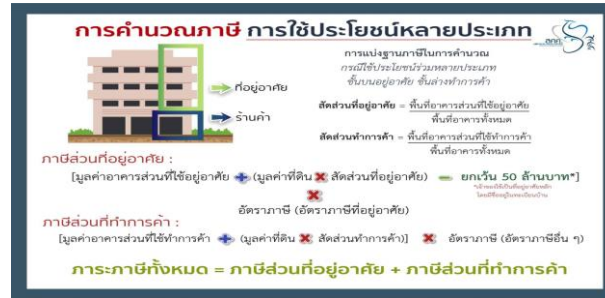 การคำนวณภาษี การใช้ประโยชน์หลายประเภท
สถก.
การแบ่งฐานภาษีในการคำนวณ
กรณีใช้ประโยชน์ร่วมหลายประเภท
ชั้นบนอยู่อาศัย ชั้นล่างทำการค้า
ที่อยู่อาศัย
ร้านค้า
สัดส่วนที่อยู่อาศัย = พื้นที่อาคารส่วนที่ใช้อยู่อาศัย
พื้นที่อาคารทั้งหมด
สัดส่วนทำการค้า = พื้นที่อาคารส่วนที่ใช้ทำการค้า
พื้นที่อาคารทั้งหมด
ภาษีส่วนที่อยู่อาศัย :
[มูลค่าอาคารส่วนที่ใช้อยู่อาศัย + (มูลค่าที่ดิน × สัดส่วนที่อยู่อาศัย) - ยกเว้น 50 ล้านบาท*]
×
อัตราภาษี (อัตราภาษีที่อยู่อาศัย)
ภาษีส่วนที่ทำการค้า :
[มูลค่าอาคารส่วนที่ใช้ทำการค้า + (มูลค่าที่ดิน × สัดส่วนทำการค้า)] × อัตราภาษี (อัตราภาษีอื่น ๆ)
ภาระภาษีทั้งหมด = ภาษีส่วนที่อยู่อาศัย + ภาษีส่วนที่ทำการค้า